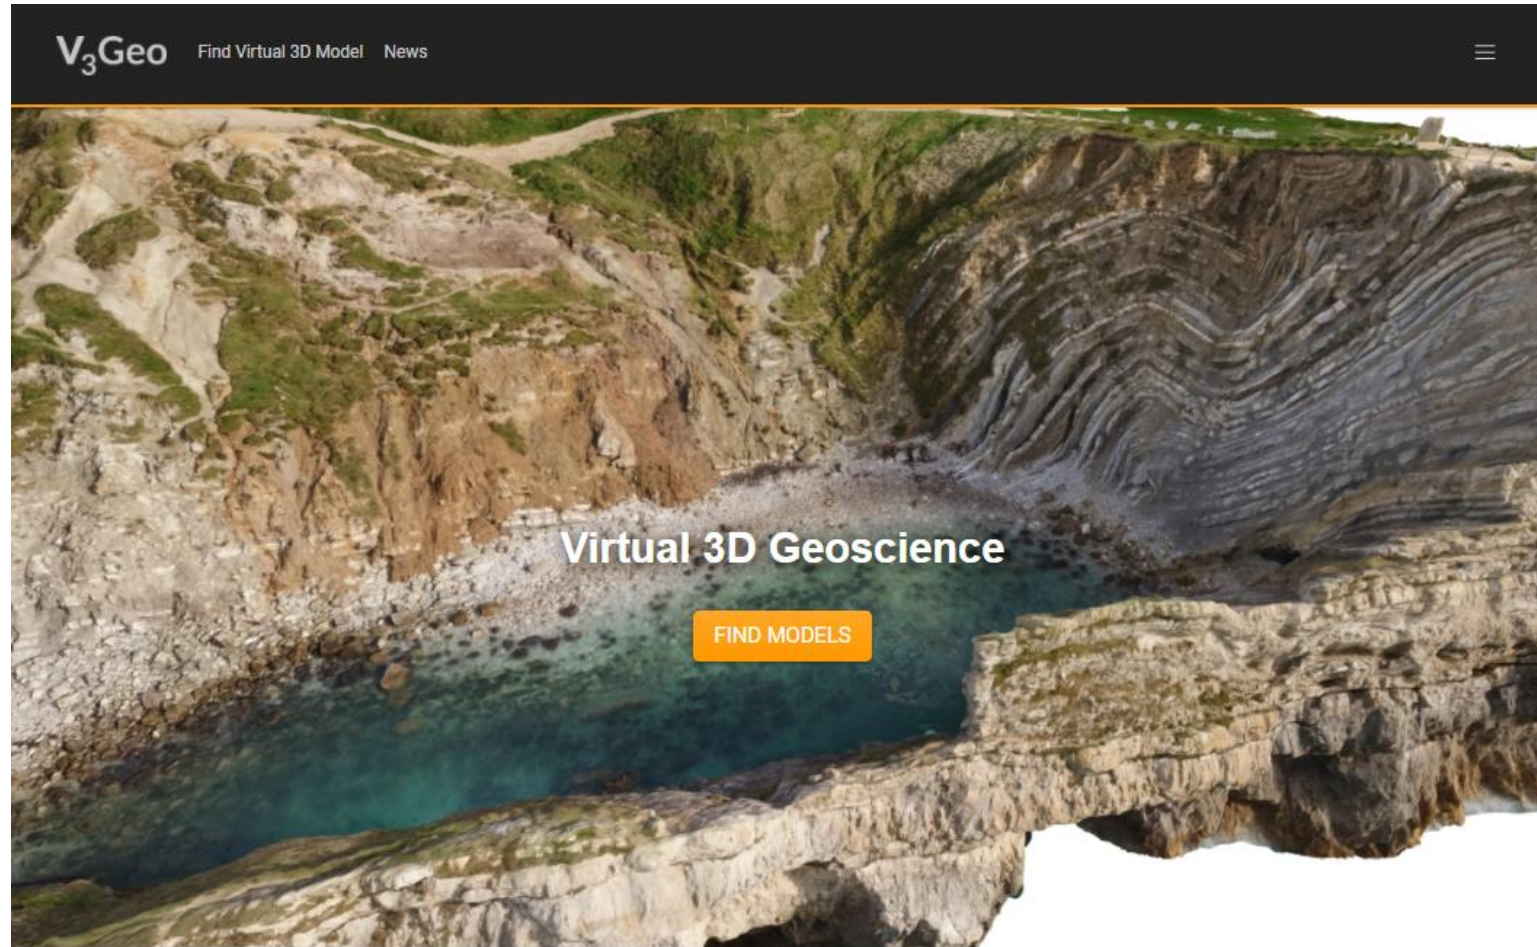 V₃Geo
Find Virtual 3D Model
News
Virtual 3D Geoscience
FIND MODELS